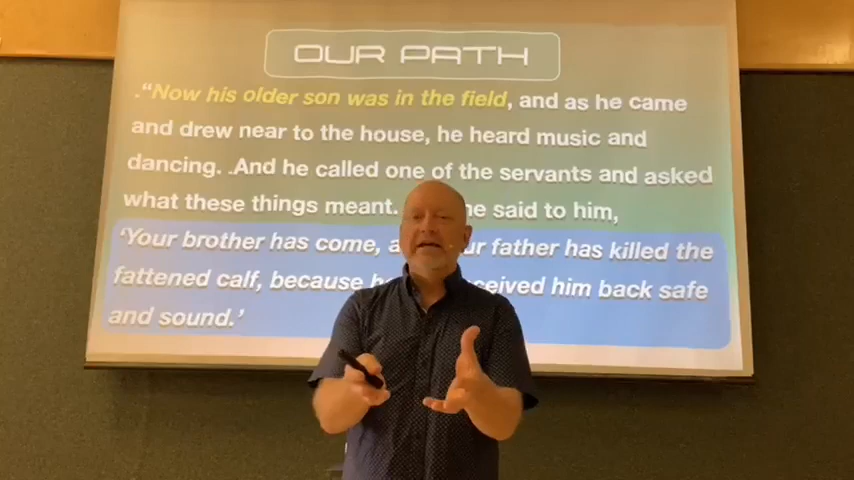 OUR PATH
.“Now his older son was in the field, and as he came
and drew near to the house, he heard music and
dancing. .And he called one of the servants and asked
what these things meant. he said to him,
‘Your brother has come, father has killed the
fattened calf, because him back safe
and sound.’